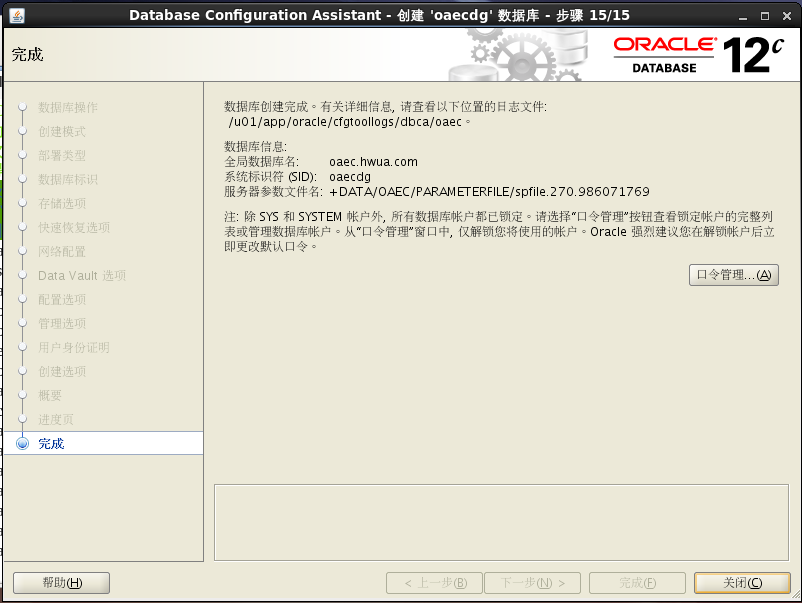 Database Configuration Assistant - 创建 'oaecdg' 数据库 - 步骤 15/15
完成
ORACLE®
DATABASE
12c
数据库操作
创建模式
部署类型
数据库标识
存储选项
快速恢复选项
网络配置
Data Vault 选项
配置选项
管理选项
用户身份证明
创建选项
概要
进度页
完成
数据库创建完成。有关详细信息, 请查看以下位置的日志文件:
/u01/app/oracle/cfgtoollogs/dbca/oaec。
数据库信息:
全局数据库名: oaec.hwua.com
系统标识符 (SID): oaecdg
服务器参数文件名: +DATA/OAEC/PARAMETERFILE/spfile.270.986071769
注: 除 SYS 和 SYSTEM 帐户外, 所有数据库帐户都已锁定。请选择“口令管理”按钮查看锁定帐户的完整列
表或管理数据库帐户。从“口令管理”窗口中, 仅解锁您将使用的帐户。Oracle 强烈建议您在解锁帐户后立
即更改默认口令。
口令管理...(A)
帮助(H)
< 上一步(B)
下一步(N) >
完成(F)
关闭(C)